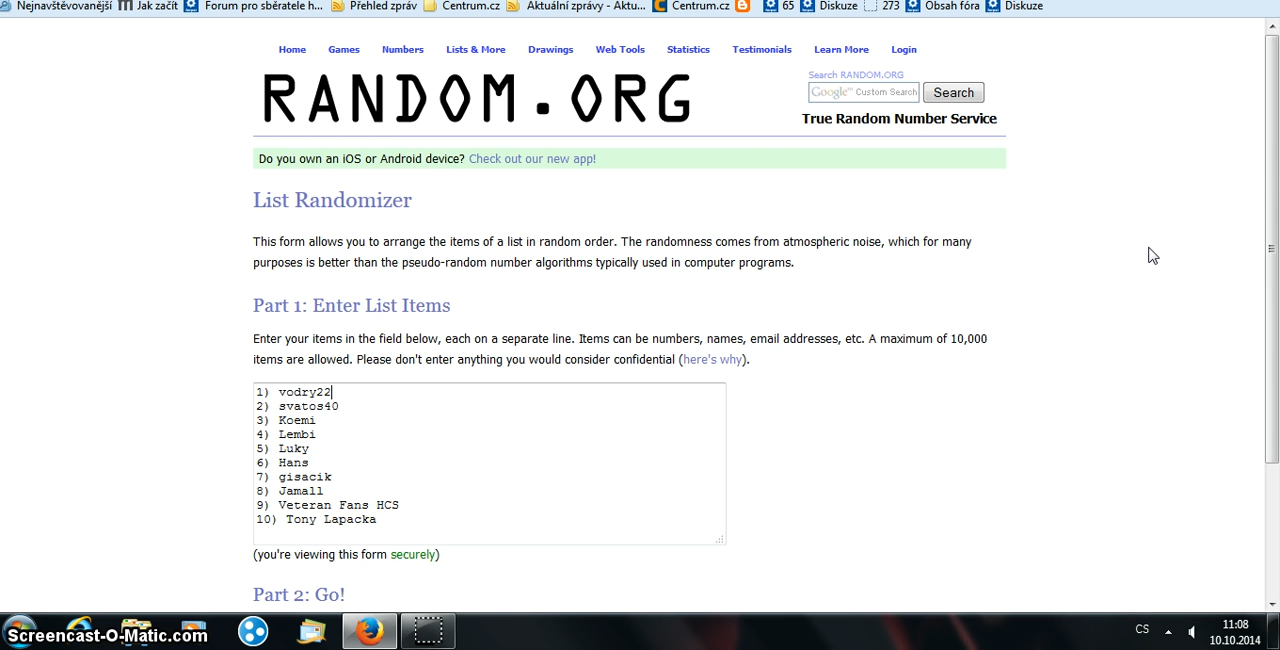 Nejnavštěvovanější Jak začít Forum pro sběratele h... Přehled zpráv Centrum.cz Aktuální zprávy - Aktu... Centrum.cz 65 Diskuze 273 Obsah fóra Diskuze
Home Games Numbers Lists & More Drawings Web Tools Statistics Testimonials Learn More Login
RANDOM.ORG
Search RANDOM.ORG
Google™ Custom Search Search
True Random Number Service
Do you own an iOS or Android device? Check out our new app!
List Randomizer
This form allows you to arrange the items of a list in random order. The randomness comes from atmospheric noise, which for many
purposes is better than the pseudo-random number algorithms typically used in computer programs.
Part 1: Enter List Items
Enter your items in the field below, each on a separate line. Items can be numbers, names, email addresses, etc. A maximum of 10,000
items are allowed. Please don't enter anything you would consider confidential (here's why).
1) vodry22
2) svatos40
3) Koemi
4) Lembi
5) Luky
6) Hans
7) gisacik
8) Jamall
9) Veteran Fans HCS
10) Tony Lapacka
(you're viewing this form securely)
Part 2: Go!
Screencast-O-Matic.com
CS
11:08
10.10.2014